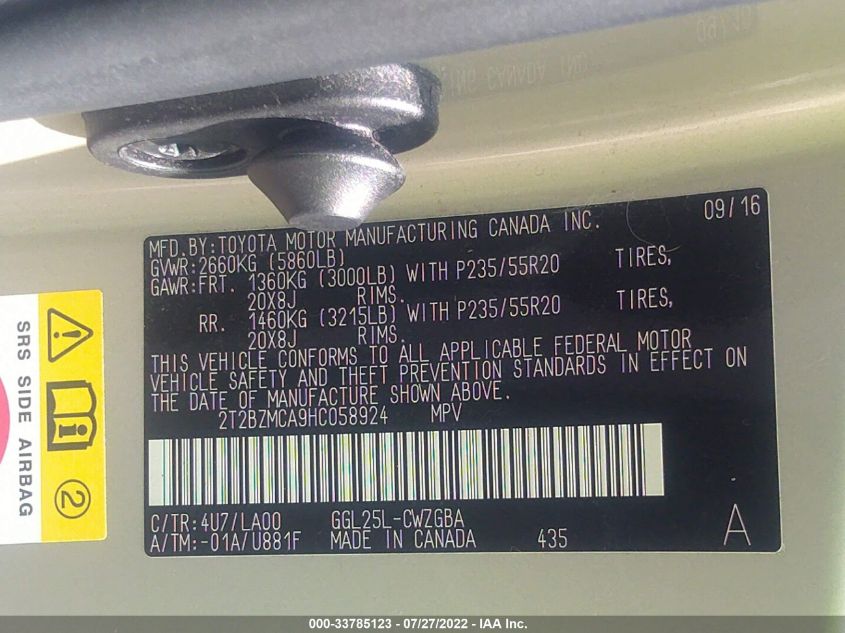 09/16
MFD.BY:TOYOTA MOTOR MANUFACTURING CANADA INC.
GVWR:2660KG (5860LB)
GAWR:FRT. 1360KG (3000LB) WITH P235/55R20 TIRES,
20X8J RIMS.
RR. 1460KG (3215LB) WITH P235/55R20 TIRES,
20X8J RIMS.
THIS VEHICLE CONFORMS TO ALL APPLICABLE FEDERAL MOTOR
VEHICLE SAFETY AND THEFT PREVENTION STANDARDS IN EFFECT ON
THE DATE OF MANUFACTURE SHOWN ABOVE.
2T2BZMCA9HC058924 MPV
C/TR:4U7/LA00 GGL25L-CWZGBA
A/TM:-01A/U881F MADE IN CANADA 435 A
SRS SIDE AIRBAG
2
000-33785123 - 07/27/2022 - IAA Inc.